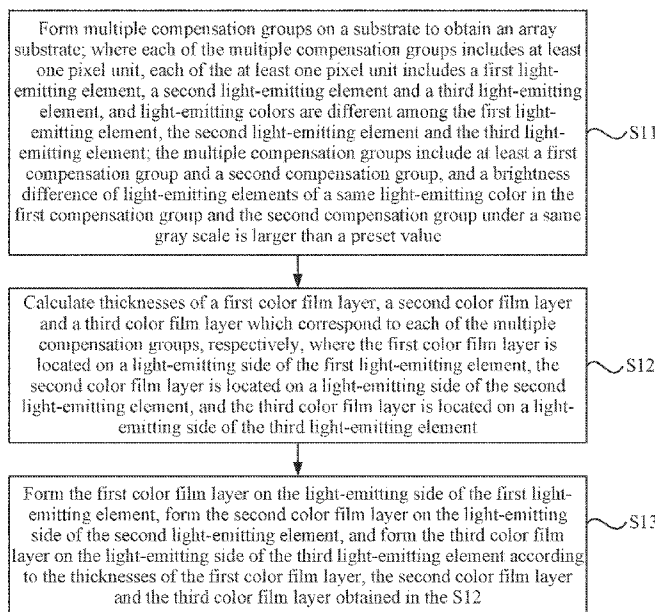 Form multiple compensation groups on a substrate to obtain an array
substrate; where each of the multiple compensation groups includes at least
one pixel unit, each of the at least one pixel unit includes a first light-
emitting element, a second light-emitting element and a third light-emitting
element, and light-emitting colors are different among the first light-
emitting element, the second light-emitting element and the third light-
emitting element; the multiple compensation groups include at least a first
compensation group and a second compensation group, and a brightness
difference of light-emitting elements of a same light-emitting color in the
first compensation group and the second compensation group under a same
gray scale is larger than a preset value
S11
Calculate thicknesses of a first color film layer, a second color film layer
and a third color film layer which correspond to each of the multiple
compensation groups, respectively, where the first color film layer is
located on a light-emitting side of the first light-emitting element, the
second color film layer is located on a light-emitting side of the second
light-emitting element, and the third color film layer is located on a light-
emitting side of the third light-emitting element
S12
Form the first color film layer on the light-emitting side of the first light-
emitting element, form the second color film layer on the light-emitting
side of the second light-emitting element, and form the third color film
layer on the light-emitting side of the third light-emitting element according
to the thicknesses of the first color film layer, the second color film layer
and the third color film layer obtained in the S12
S13